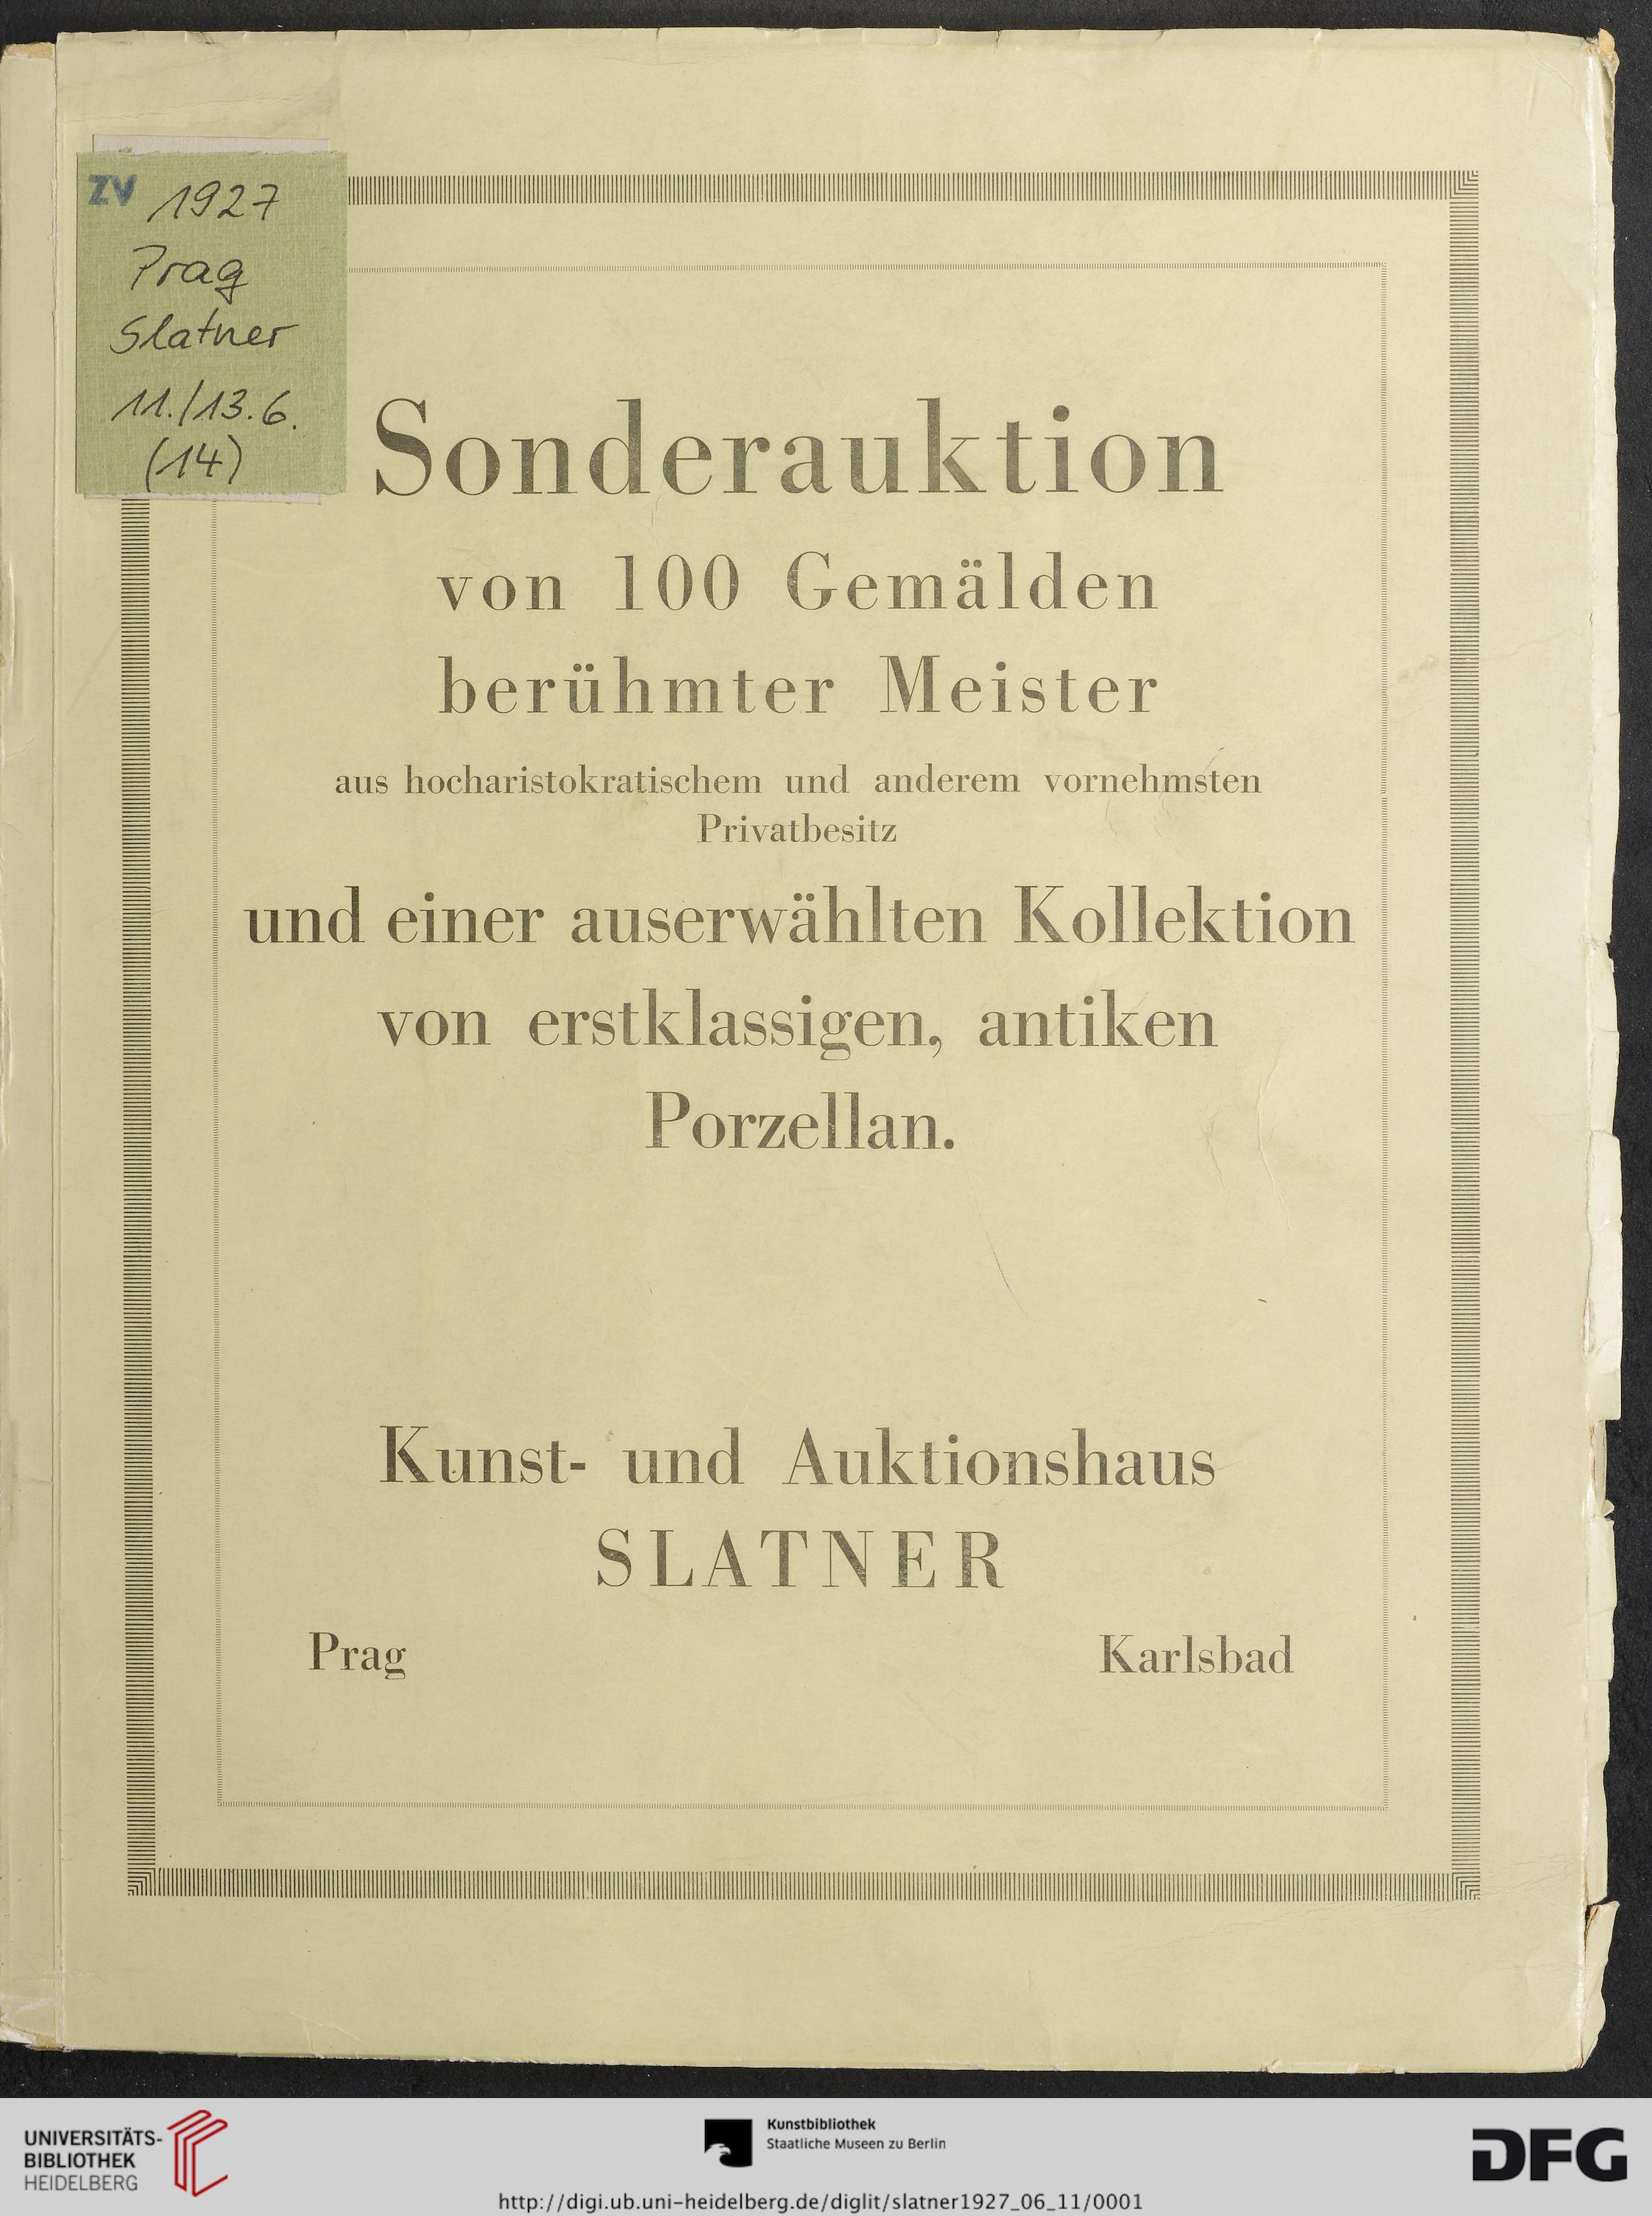 ZV 1927
Prag
Slatner
11./13.6.
(14)
Sonderauktion
von 100 Gemälden
berühmter Meister
aus hocharistokratischem und anderem vornehmsten
Privatbesitz
und einer auserwählten Kollektion
von erstklassigen, antiken
Porzellan.
Kunst- und Auktionshaus
SLATNER
Prag Karlsbad
UNIVERSITÄTS-
BIBLIOTHEK
HEIDELBERG
Kunstbibliothek
Staatliche Museen zu Berlin
DFG
http://digi.ub.uni-heidelberg.de/diglit/slatner1927_06_11/0001